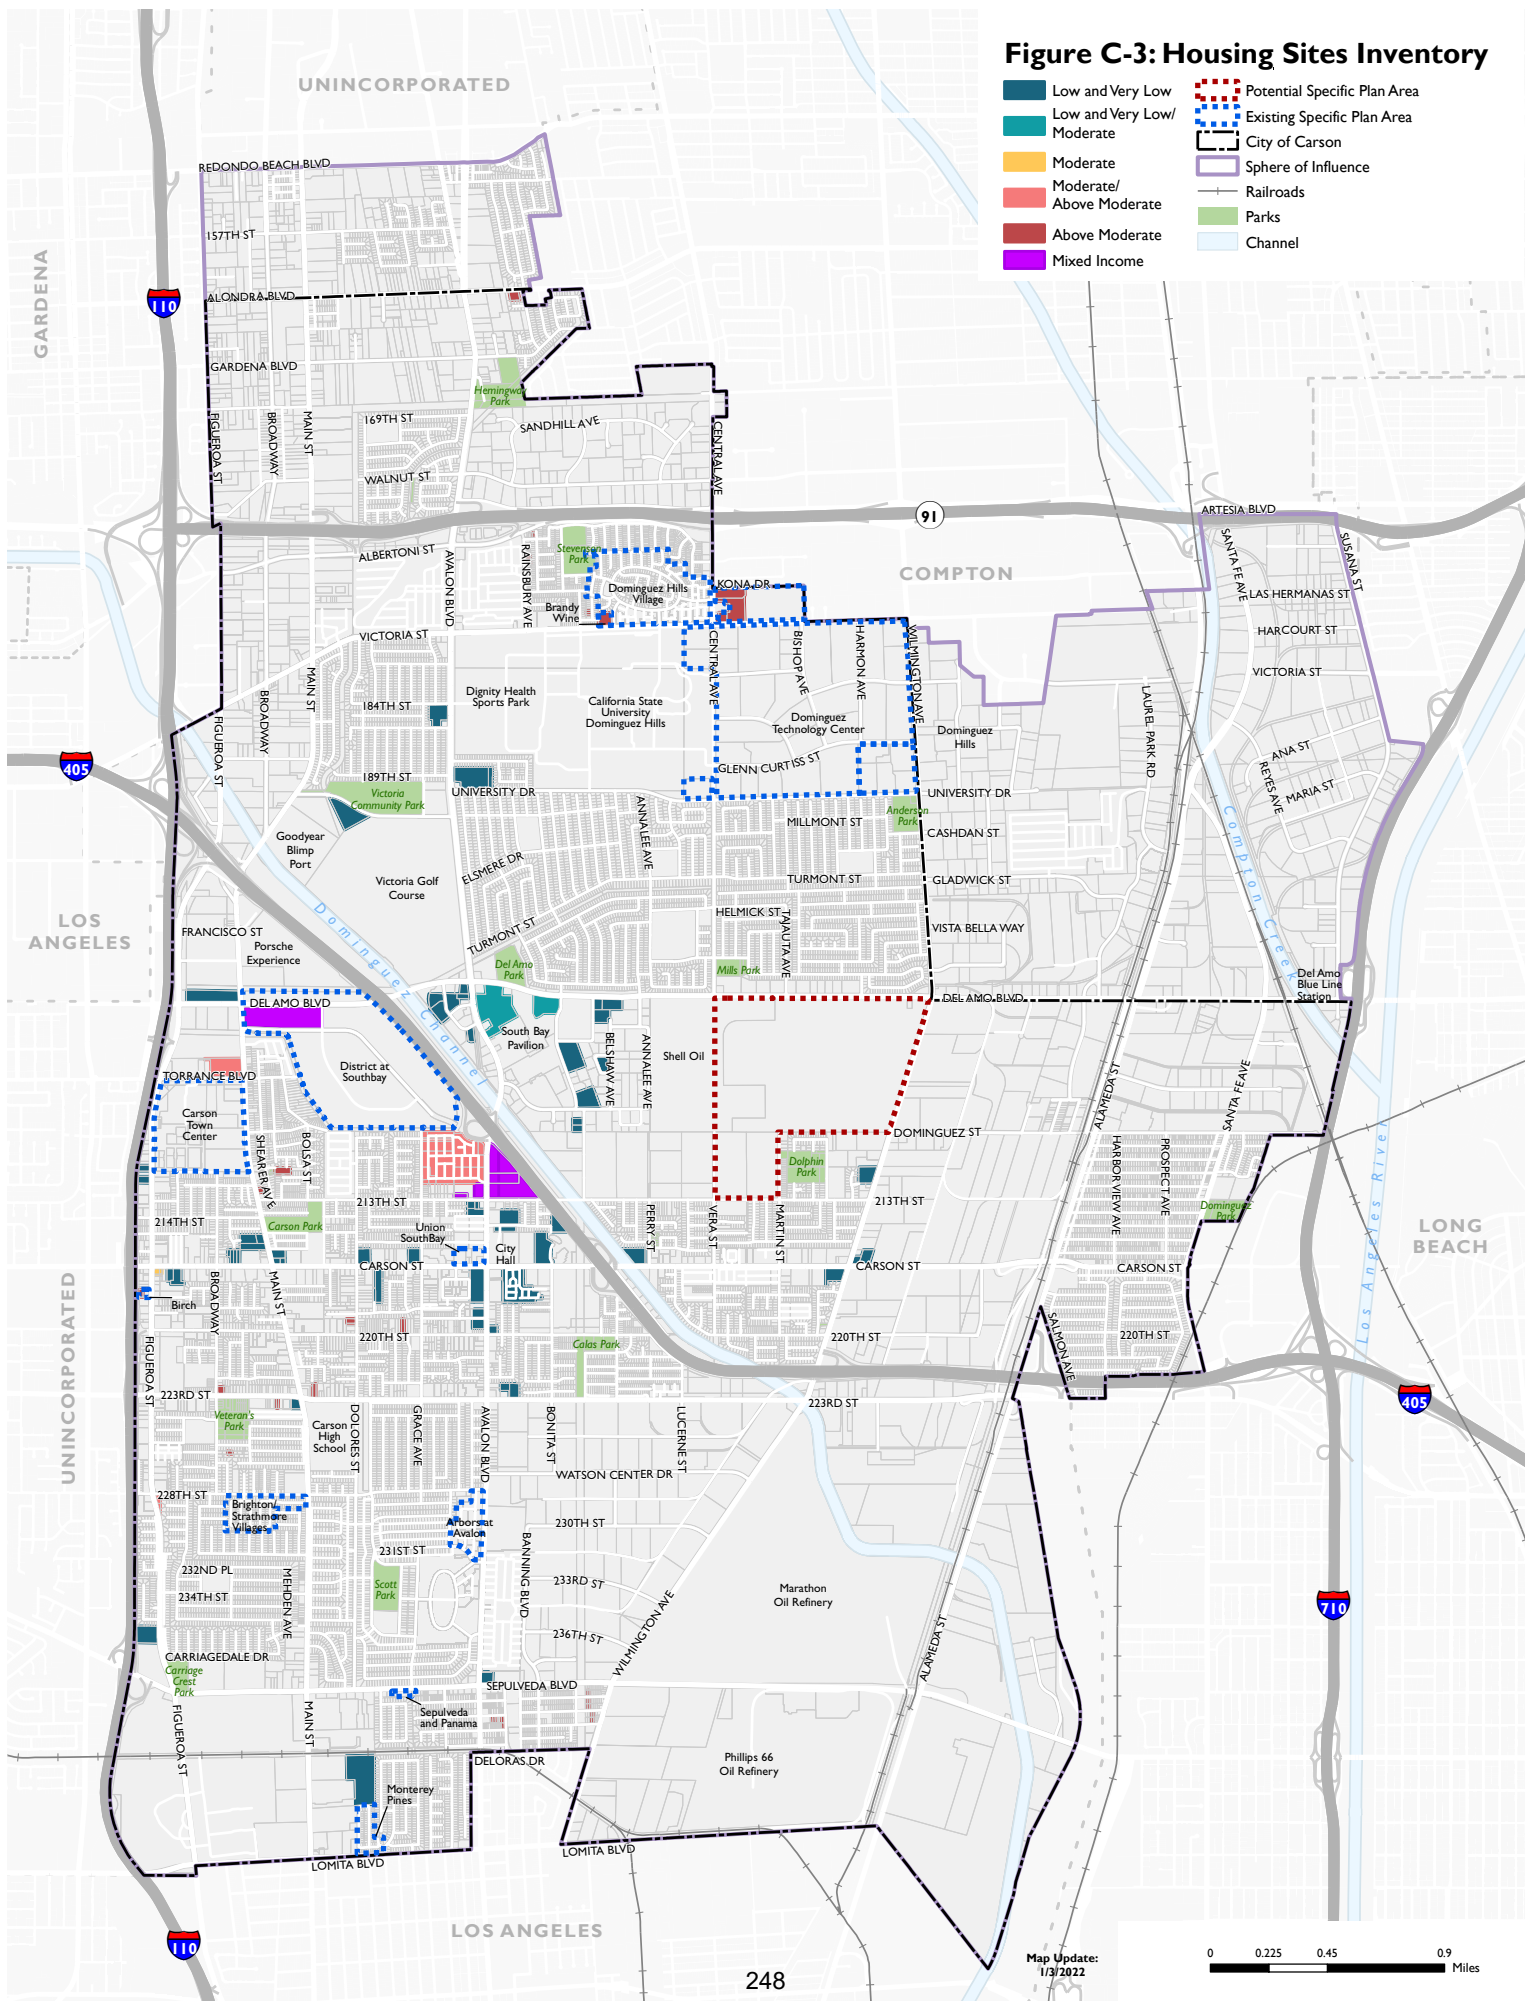 Figure C-3: Housing Sites Inventory
Low and Very Low
Low and Very Low/
Moderate
Moderate
Moderate/
Above Moderate
Above Moderate
Mixed Income
Potential Specific Plan Area
Existing Specific Plan Area
City of Carson
Sphere of Influence
Railroads
Parks
Channel
UNINCORPORATED
REDONDO BEACH BLVD
157TH ST
GARDENA
110
ALONDRA BLVD
GARDENA BLVD
Hemingway
Park
FIGUEROA ST
BROADWAY
MAIN ST
169TH ST
SANDHILL AVE
CENTRAL AVE
WALNUT ST
91
ARTESIA BLVD
ALBERTONI ST
AVALON BLVD
RAINSBURY AVE
Stevenson
Park
Dominguez Hills
Village
KONA DR
COMPTON
SANTA FE AVE
SUSANA ST
LAS HERMANAS ST
Brandy
Wine
HARCOURT ST
VICTORIA ST
VICTORIA ST
MAIN ST
BROADWAY
FIGUEROA ST
184TH ST
Dignity Health
Sports Park
California State
University
Dominguez Hills
CENTRAL AVE
BISHOP AVE
HARMON AVE
WILMINGTON AVE
Dominguez
Technology Center
Dominguez
Hills
LAUREL PARK RD
ANA ST
REYES AVE
MARIA ST
GLENN CURTISS ST
405
189TH ST
UNIVERSITY DR
UNIVERSITY DR
Victoria
Community Park
Anderson
Park
MILLMONT ST
CASHDAN ST
Goodyear
Blimp
Port
ANNALEE AVE
ELSMERE DR
Victoria Golf
Course
TURMONT ST
GLADWICK ST
Compton Creek
LOS
ANGELES
Dominguez Channel
HELMICK ST
TAJAUTA AVE
VISTA BELLA WAY
TURMONT ST
FRANCISCO ST
Porsche
Experience
Del Amo
Park
Mills Park
Del Amo
Blue Line
Station
DEL AMO BLVD
DEL AMO BLVD
South Bay
Pavilion
BELSHAW AVE
ANNALEE AVE
Shell Oil
District at
Southbay
TORRANCE BLVD
Carson
Town
Center
SHEARER AVE
BOLSA ST
ALAMEDA ST
SANTA FE AVE
DOMINGUEZ ST
Dolphin
Park
HARBOR VIEW AVE
PROSPECT AVE
213TH ST
213TH ST
214TH ST
Carson Park
Union
SouthBay
City
Hall
PERRY ST
VERA ST
MARTIN ST
Dominguez
Park
Los Angeles River
LONG
BEACH
CARSON ST
CARSON ST
CARSON ST
UNINCORPORATED
BROADWAY
MAIN ST
Birch
FIGUEROA ST
220TH ST
Calas Park
220TH ST
SALMON AVE
220TH ST
223RD ST
223RD ST
405
Veteran's
Park
Carson
High
School
DOLORES ST
GRACE AVE
AVALON BLVD
BONITA ST
LUCERNE ST
WATSON CENTER DR
228TH ST
Brighton/
Strathmore
Villages
Arbors at
Avalon
230TH ST
231ST ST
BANNING BLVD
232ND PL
234TH ST
MEHDEN AVE
Scott
Park
233RD ST
Marathon
Oil Refinery
710
236TH ST
WILMINGTON AVE
ALAMEDA ST
CARRIAGEDALE DR
Carriage
Crest
Park
SEPULVEDA BLVD
FIGUEROA ST
MAIN ST
Sepulveda
and Panama
DELORAS DR
Phillips 66
Oil Refinery
Monterey
Pines
LOMITA BLVD
LOMITA BLVD
LOS ANGELES
110
Map Update:
1/3/2022
0 0.225 0.45 0.9
Miles
248